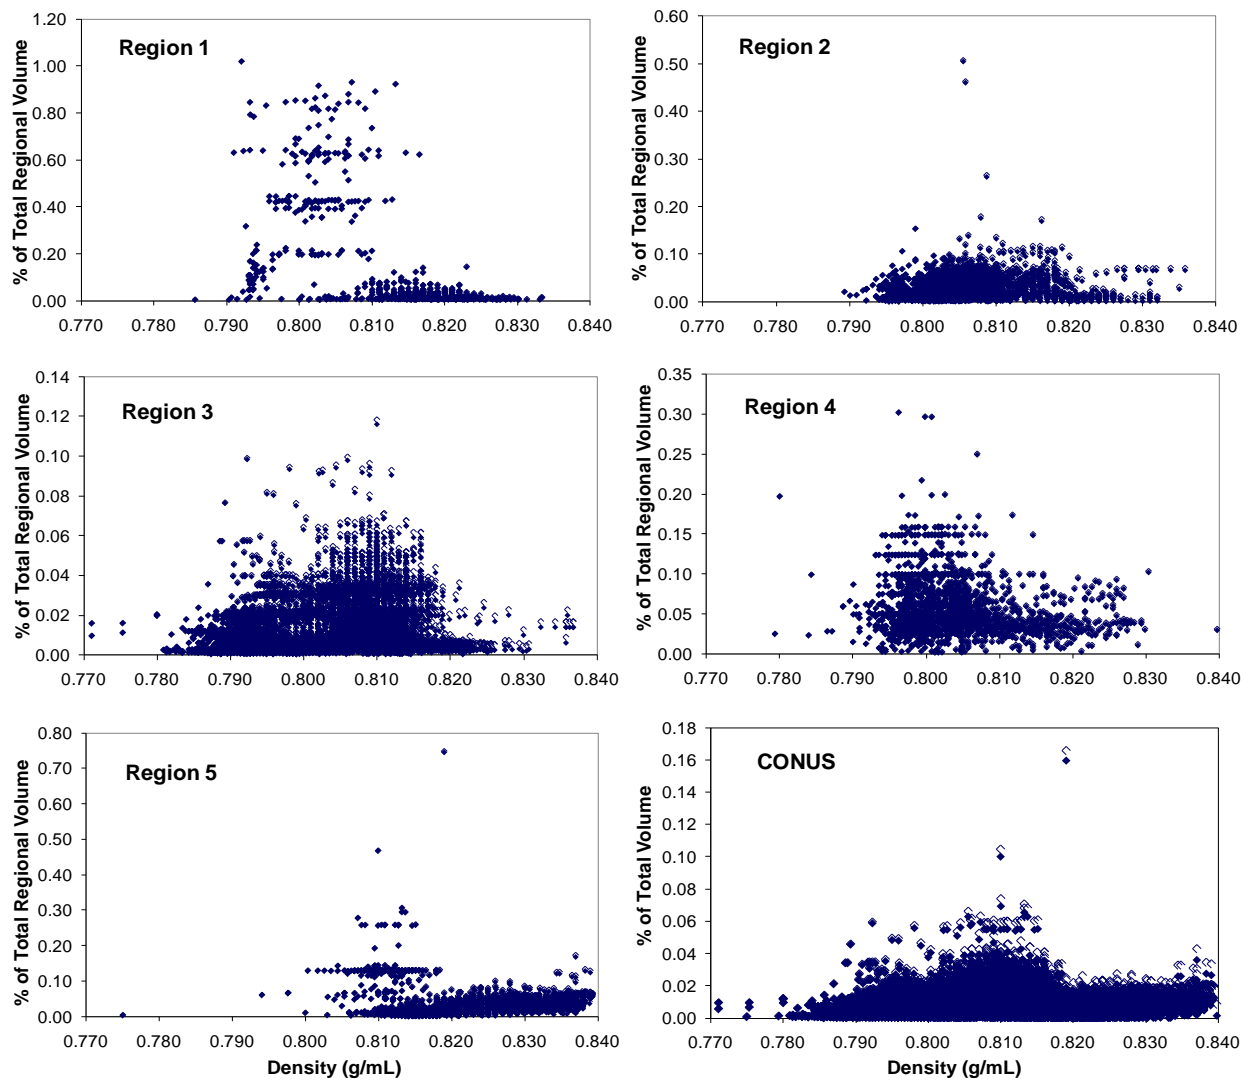 Region 1
% of Total Regional Volume
1.20
1.00
0.80
0.60
0.40
0.20
0.00
0.770 0.780 0.790 0.800 0.810 0.820 0.830 0.840
Region 2
% of Total Regional Volume
0.60
0.50
0.40
0.30
0.20
0.10
0.00
0.770 0.780 0.790 0.800 0.810 0.820 0.830 0.840
Region 3
% of Total Regional Volume
0.14
0.12
0.10
0.08
0.06
0.04
0.02
0.00
0.770 0.780 0.790 0.800 0.810 0.820 0.830 0.840
Region 4
% of Total Regional Volume
0.35
0.30
0.25
0.20
0.15
0.10
0.05
0.00
0.770 0.780 0.790 0.800 0.810 0.820 0.830 0.840
Region 5
% of Total Regional Volume
0.80
0.70
0.60
0.50
0.40
0.30
0.20
0.10
0.00
0.770 0.780 0.790 0.800 0.810 0.820 0.830 0.840
Density (g/mL)
CONUS
% of Total Volume
0.18
0.16
0.14
0.12
0.10
0.08
0.06
0.04
0.02
0.00
0.770 0.780 0.790 0.800 0.810 0.820 0.830 0.840
Density (g/mL)